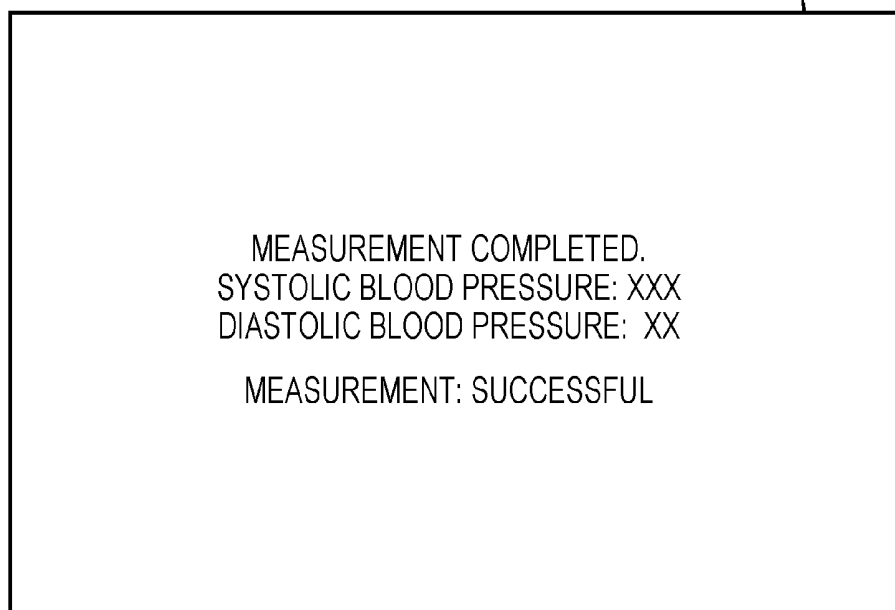 MEASUREMENT COMPLETED.
SYSTOLIC BLOOD PRESSURE: XXX
DIASTOLIC BLOOD PRESSURE: XX
MEASUREMENT: SUCCESSFUL